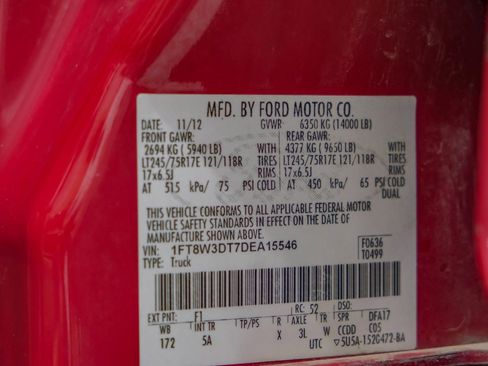 MFD. BY FORD MOTOR CO.
DATE: 11/12 GVWR: 6350 KG (14000 LB)
FRONT GAWR: REAR GAWR:
2694 KG ( 5940 LB) WITH 4377 KG ( 9650 LB) WITH
LT245/75R17E 121/118R TIRES LT245/75R17E 121/118R TIRES
17x6.5J RIMS 17x6.5J RIMS
AT 515 kPa/ 75 PSI COLD AT 450 kPa/ 65 PSI COLD
DUAL
THIS VEHICLE CONFORMS TO ALL APPLICABLE FEDERAL MOTOR
VEHICLE SAFETY STANDARDS IN EFFECT ON THE DATE OF
MANUFACTURE SHOWN ABOVE.
VIN: 1FT8W3DT7DEA15546 F0636
TYPE: Truck T0499
EXT PNT: F1 RC: 52 DSO:
WB INT TR TP/PS R AXLE TR SPR DFA17
172 5A X 3L W CCDD C05
UTC 5U5A-1520472-BA